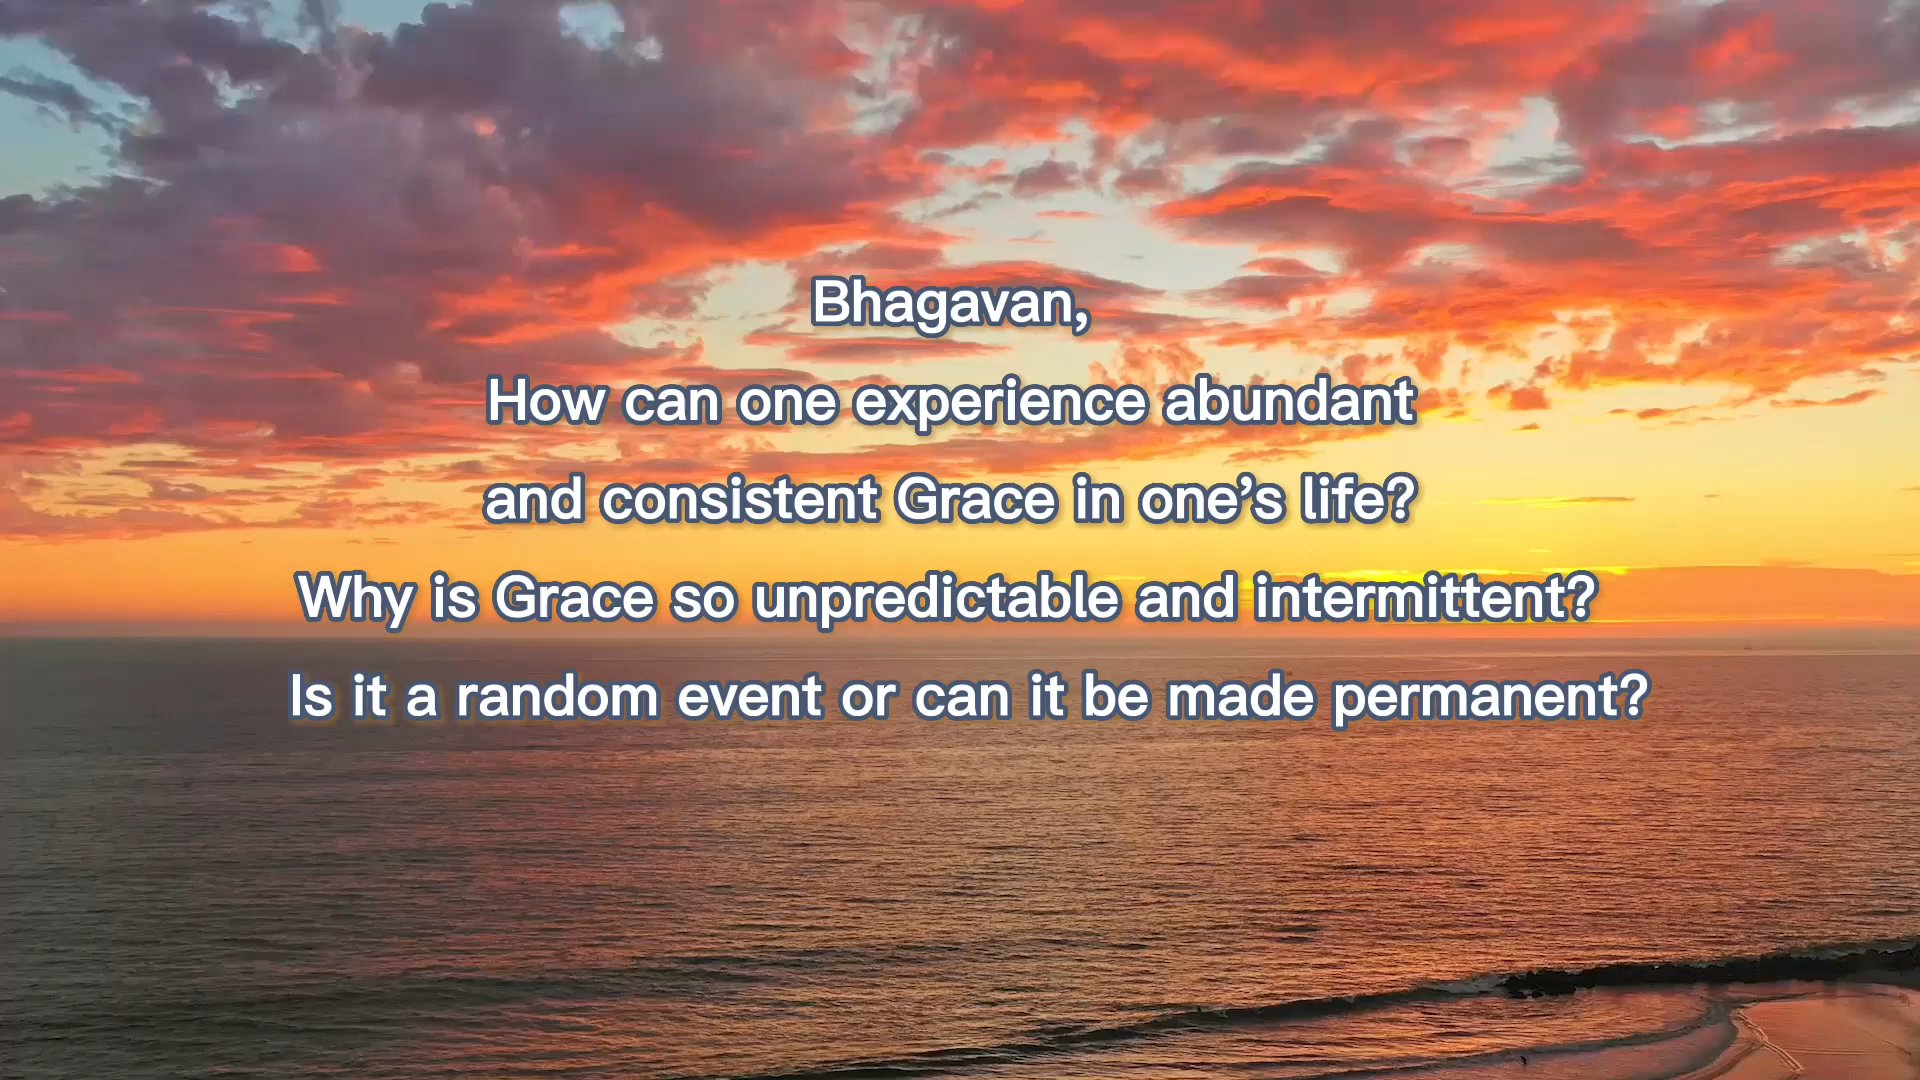 Bhagavan,
How can one experience abundant
and consistent Grace in one’s life?
Why is Grace so unpredictable and intermittent?
Is it a random event or can it be made permanent?